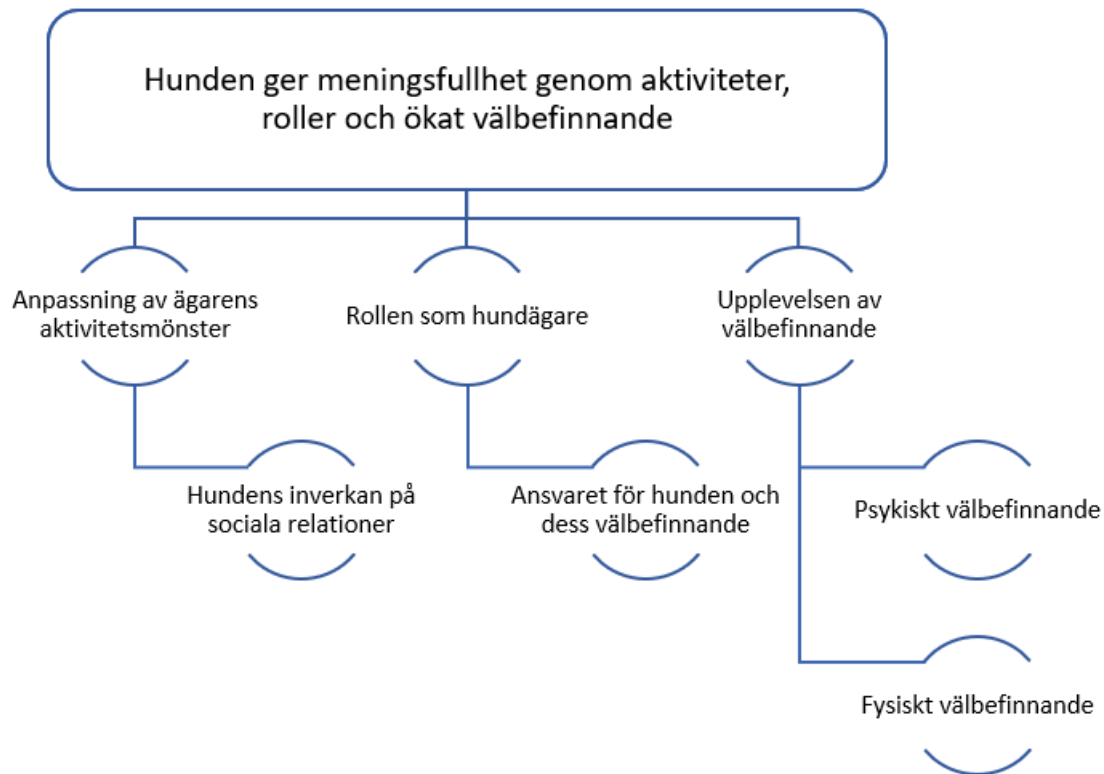 Hunden ger meningsfullhet genom aktiviteter,
roller och ökat välbefinnande
Anpassning av ägarens
aktivitetsmönster
Rollen som hundägare
Upplevelsen av
välbefinnande
Hundens inverkan på
sociala relationer
Ansvaret för hunden och
dess välbefinnande
Psykiskt välbefinnande
Fysiskt välbefinnande